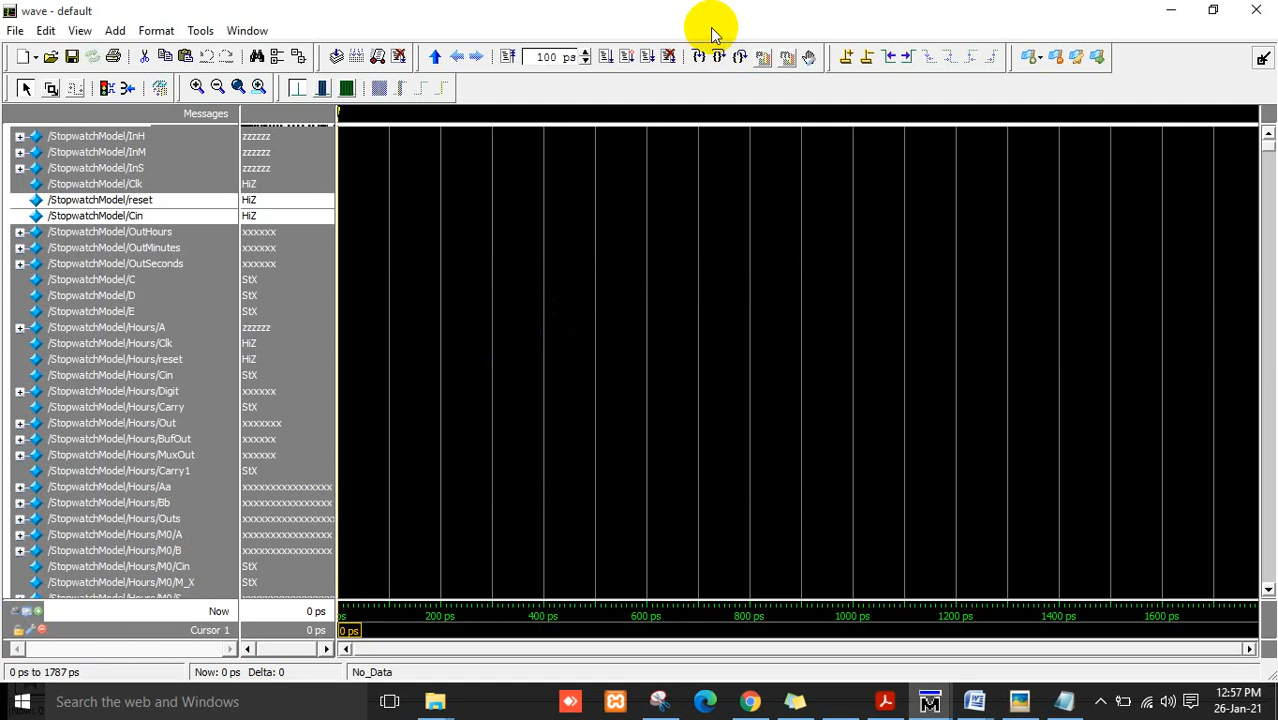 wave - default
File Edit View Add Format Tools Window
100 ps
Messages
/StopwatchModel/InH zzzzzz
/StopwatchModel/InM zzzzzz
/StopwatchModel/InS zzzzzz
/StopwatchModel/Clk HiZ
/StopwatchModel/reset HiZ
/StopwatchModel/Cin HiZ
/StopwatchModel/OutHours xxxxxx
/StopwatchModel/OutMinutes xxxxxx
/StopwatchModel/OutSeconds xxxxxx
/StopwatchModel/C StX
/StopwatchModel/D StX
/StopwatchModel/E StX
/StopwatchModel/Hours/A zzzzzz
/StopwatchModel/Hours/Clk HiZ
/StopwatchModel/Hours/reset HiZ
/StopwatchModel/Hours/Cin StX
/StopwatchModel/Hours/Digit xxxxxx
/StopwatchModel/Hours/Carry StX
/StopwatchModel/Hours/Out xxxxxxx
/StopwatchModel/Hours/BufOut xxxxxx
/StopwatchModel/Hours/MuxOut xxxxxx
/StopwatchModel/Hours/Carry1 StX
/StopwatchModel/Hours/Aa xxxxxxxxxxxxxxxx
/StopwatchModel/Hours/Bb xxxxxxxxxxxxxxxx
/StopwatchModel/Hours/Outs xxxxxxxxxxxxxxxx
/StopwatchModel/Hours/M0/A xxxxxxxxxxxxxxxx
/StopwatchModel/Hours/M0/B xxxxxxxxxxxxxxxx
/StopwatchModel/Hours/M0/Cin StX
/StopwatchModel/Hours/M0/M_X StX
Now 0 ps
ps 200 ps 400 ps 600 ps 800 ps 1000 ps 1200 ps 1400 ps 1600 ps
Cursor 1 0 ps 0 ps
0 ps to 1787 ps Now: 0 ps Delta: 0 No_Data
Search the web and Windows
12:57 PM
26-Jan-21